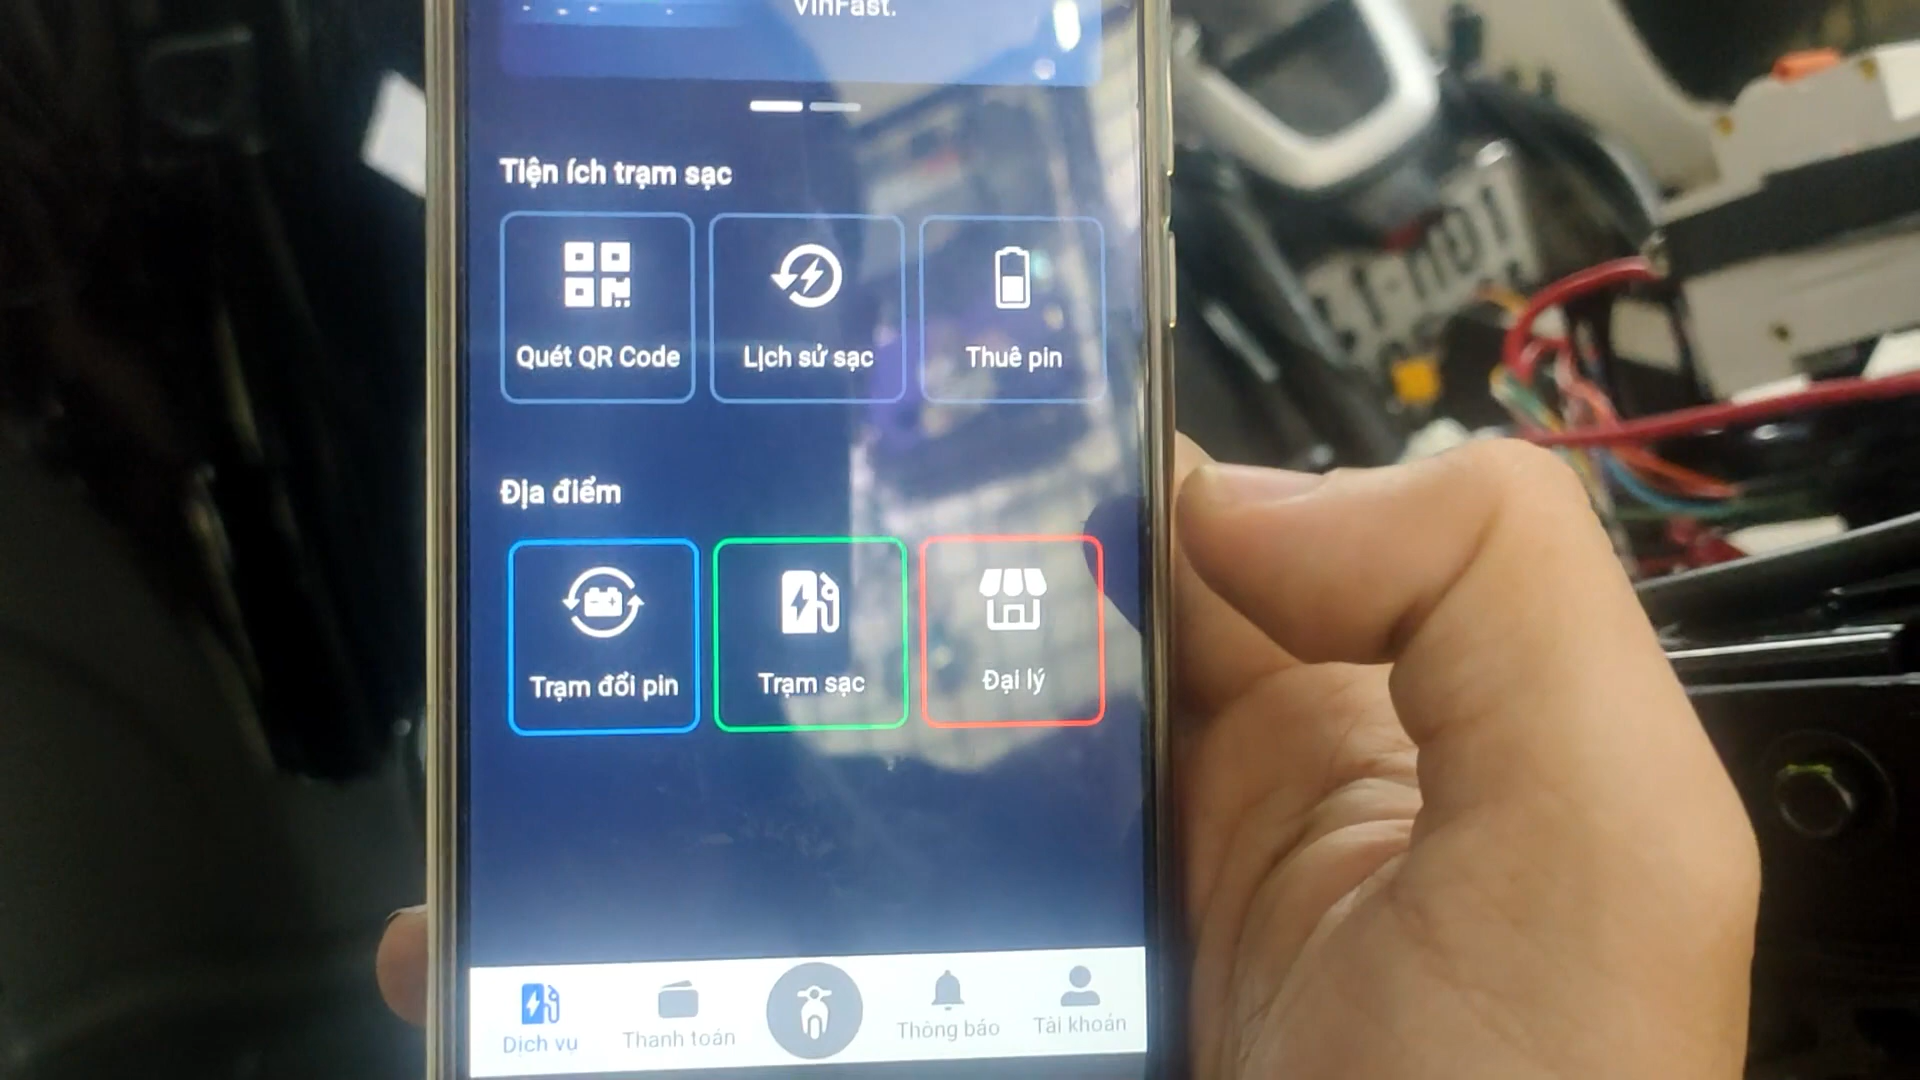 VinFast.
Tiện ích trạm sạc
Quét QR Code
Lịch sử sạc
Thuê pin
Địa điểm
Trạm đổi pin
Trạm sạc
Đại lý
Dịch vụ
Thanh toán
Thông báo
Tài khoản